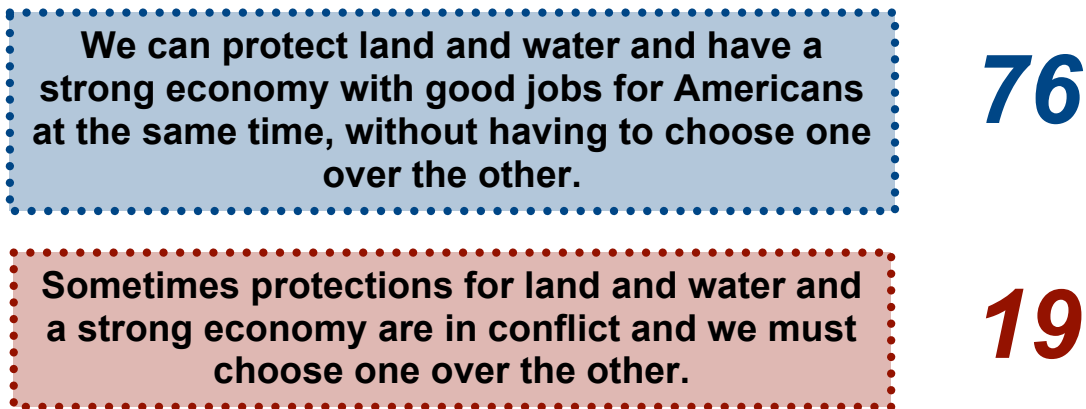 We can protect land and water and have a
strong economy with good jobs for Americans
at the same time, without having to choose one
over the other.
76
Sometimes protections for land and water and
a strong economy are in conflict and we must
choose one over the other.
19